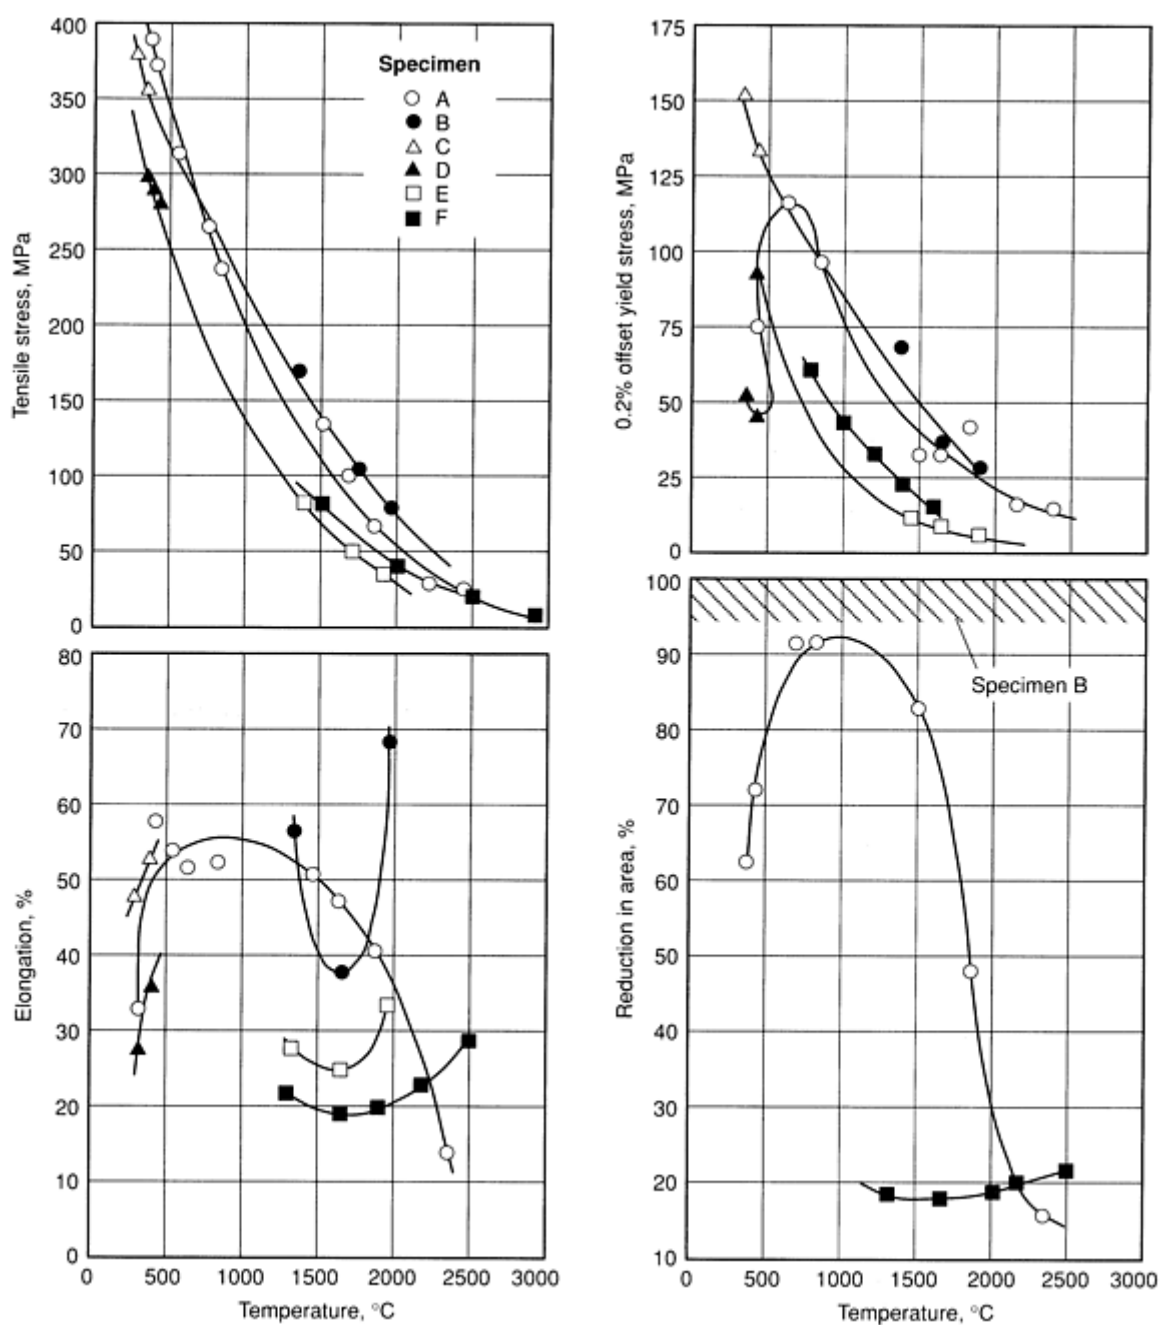 400
350
300
250
200
150
100
50
0
Tensile stress, MPa
Specimen
A
B
C
D
E
F
175
150
125
100
75
50
25
0
0.2% offset yield stress, MPa
80
70
60
50
40
30
20
10
0
Elongation, %
0 500 1000 1500 2000 2500 3000
Temperature, °C
100
90
80
70
60
50
40
30
20
10
Reduction in area, %
Specimen B
0 500 1000 1500 2000 2500 3000
Temperature, °C